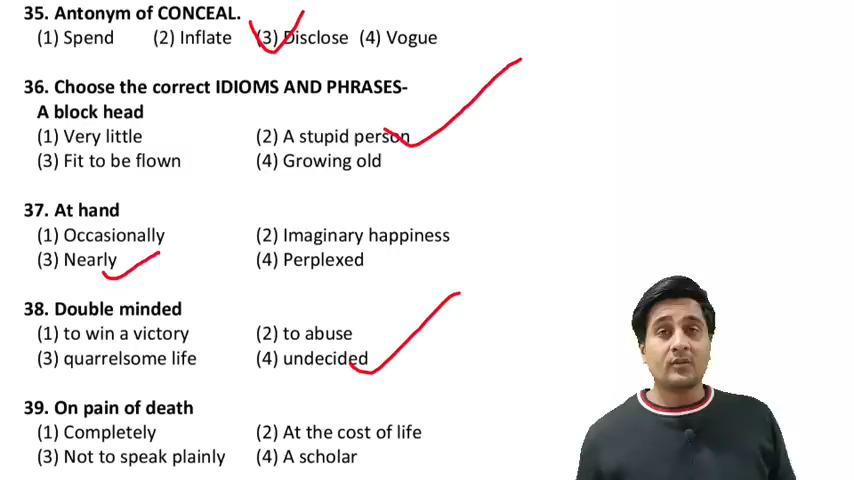 35. Antonym of CONCEAL.
(1) Spend (2) Inflate (3) Disclose (4) Vogue
36. Choose the correct IDIOMS AND PHRASES-
A block head
(1) Very little (2) A stupid person
(3) Fit to be flown (4) Growing old
37. At hand
(1) Occasionally (2) Imaginary happiness
(3) Nearly (4) Perplexed
38. Double minded
(1) to win a victory (2) to abuse
(3) quarrelsome life (4) undecided
39. On pain of death
(1) Completely (2) At the cost of life
(3) Not to speak plainly (4) A scholar